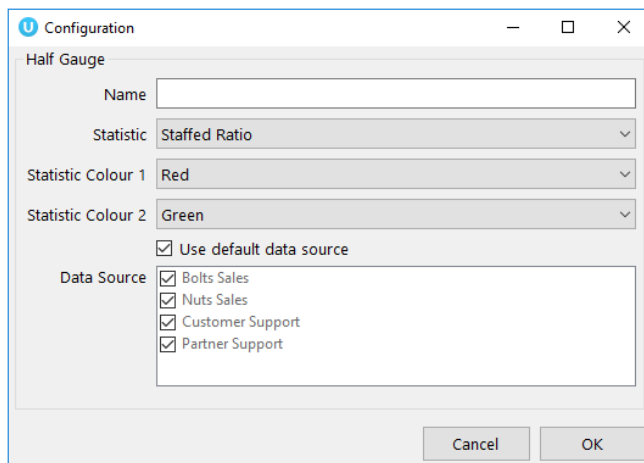 U Configuration
Half Gauge
Name
Statistic Staffed Ratio
Statistic Colour 1 Red
Statistic Colour 2 Green
Use default data source
Data Source Bolts Sales
Nuts Sales
Customer Support
Partner Support
Cancel OK